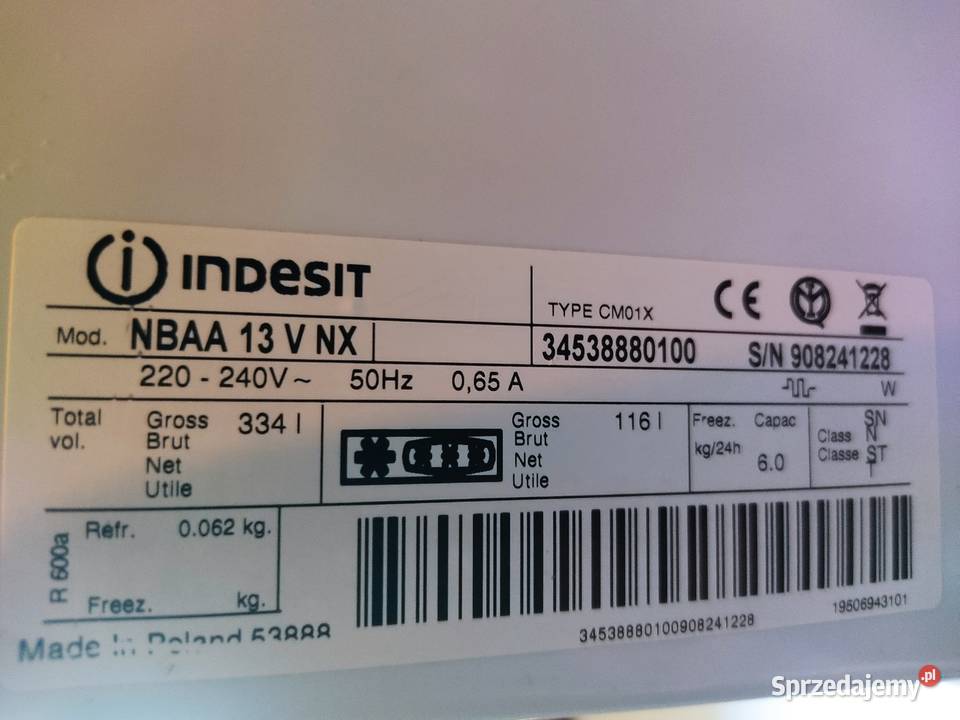 INDESIT
TYPE CM01X
Mod. NBAA 13 V NX
34538880100 S/N 908241228
220 - 240V~ 50Hz 0,65 A W
Total vol.
Gross 334 l
Brut
Net
Utile
Gross 116 l
Brut
Net
Utile
Freez. Capac
kg/24h 6.0
Class
Classe
SN
N
ST
T
R 600a
Refr. 0.062 kg.
Freez. kg.
Made In Poland 53888
34538880100908241228
19506943101
Sprzedajemy.pl